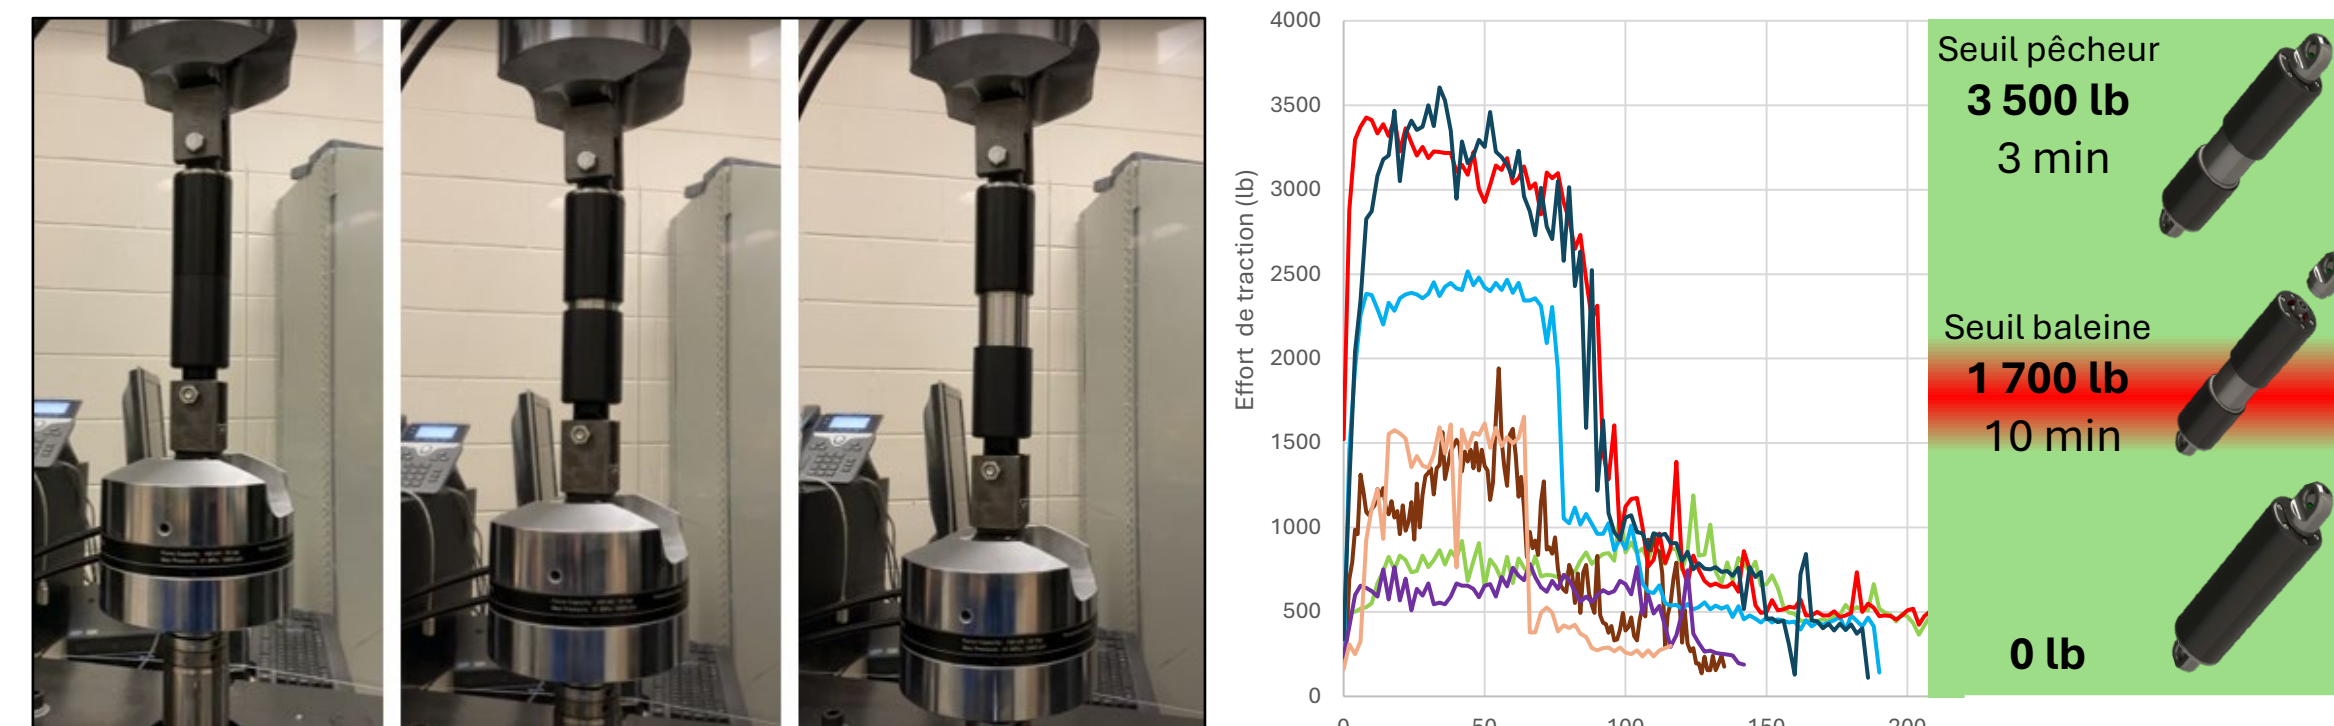 4000
3500
3000
2500
2000
1500
1000
500
0
Effort de traction (lb)
0 50 100 150 200
Seuil pêcheur
3 500 lb
3 min
Seuil baleine
1 700 lb
10 min
0 lb